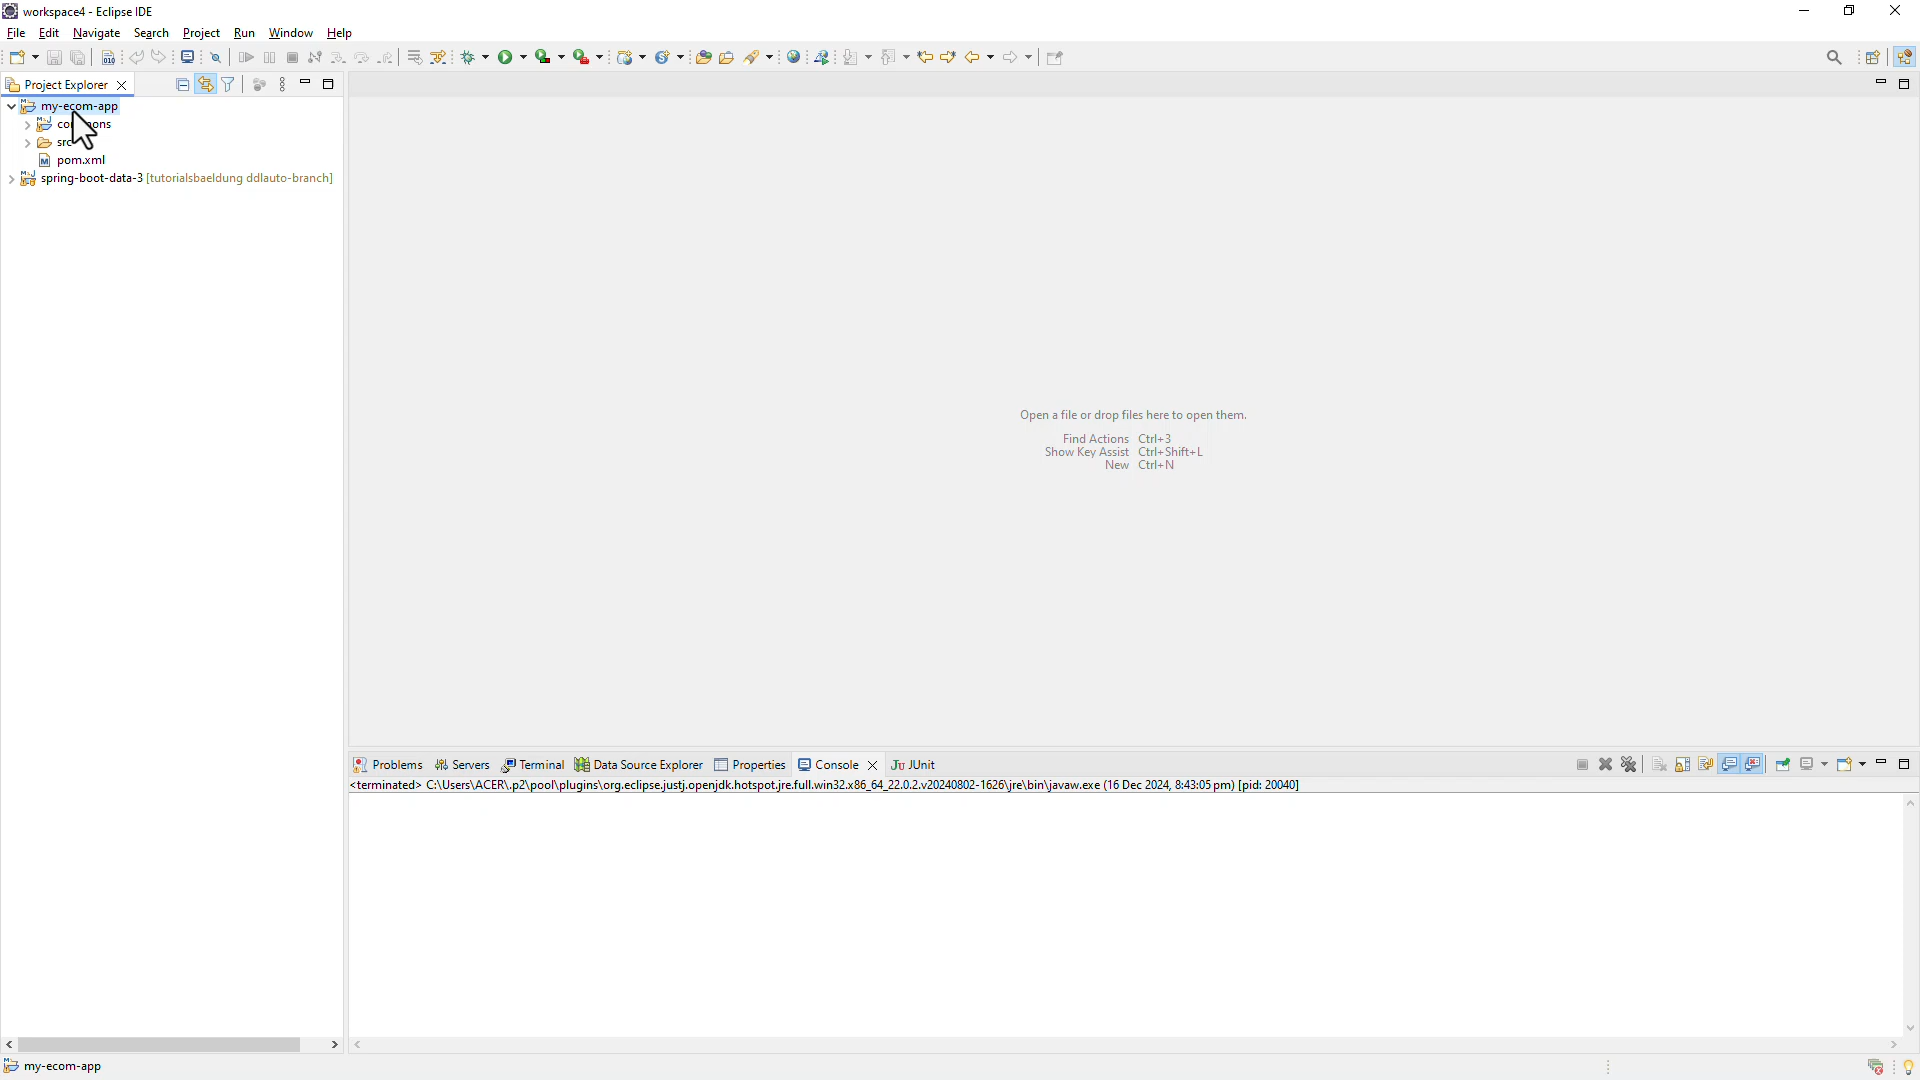 workspace4 - Eclipse IDE
File Edit Navigate Search Project Run Window Help
Project Explorer
my-ecom-app
src
pom.xml
spring-boot-data-3 [tutorialsbaeldung ddlauto-branch]
Open a file or drop files here to open them.
Find Actions Ctrl+3
Show Key Assist Ctrl+Shift+L
New Ctrl+N
Problems Servers Terminal Data Source Explorer Properties Console JUnit
<terminated> C:\Users\ACER\.p2\pool\plugins\org.eclipse.justj.openjdk.hotspot.jre.full.win32.x86_64_22.0.2.v20240802-1626\jre\bin\javaw.exe (16 Dec 2024, 8:43:05 pm) [pid: 20040]
my-ecom-app